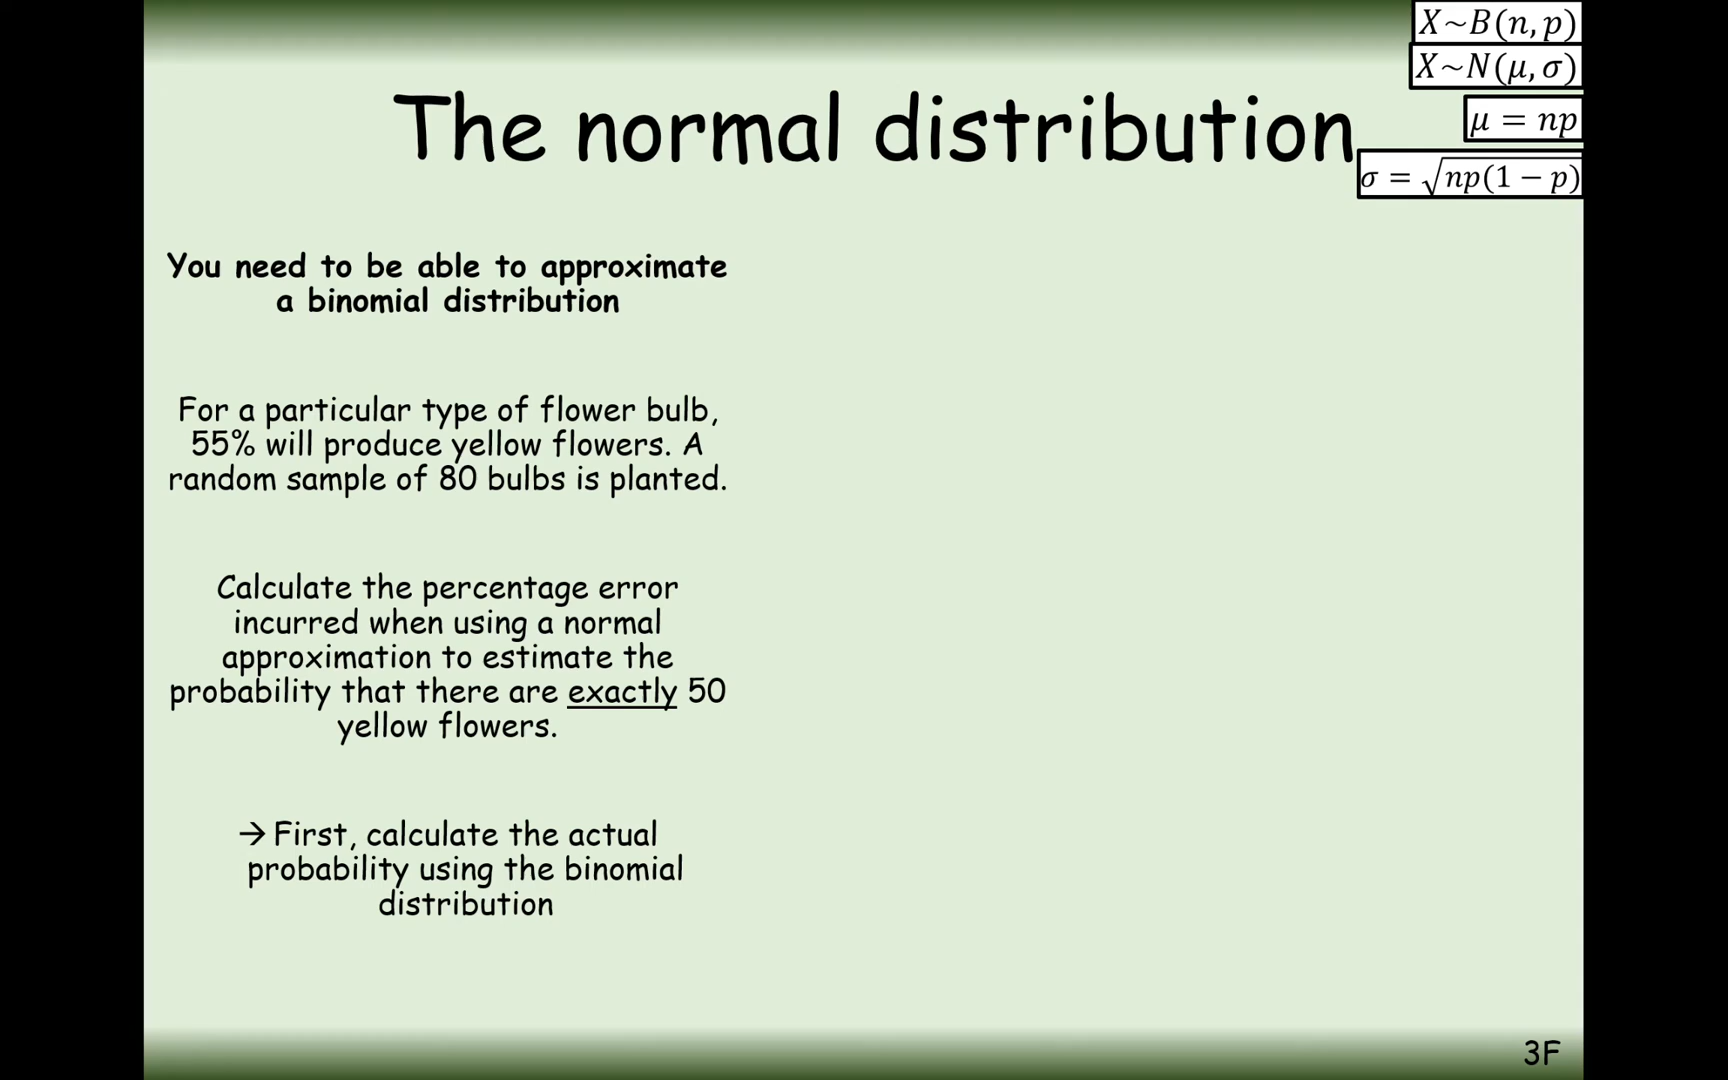 X~B(n, p)
X~N(μ, σ)
μ = np
σ = √np(1 − p)
The normal distribution
You need to be able to approximate
a binomial distribution
For a particular type of flower bulb,
55% will produce yellow flowers. A
random sample of 80 bulbs is planted.
Calculate the percentage error
incurred when using a normal
approximation to estimate the
probability that there are exactly 50
yellow flowers.
→ First, calculate the actual
probability using the binomial
distribution
3F